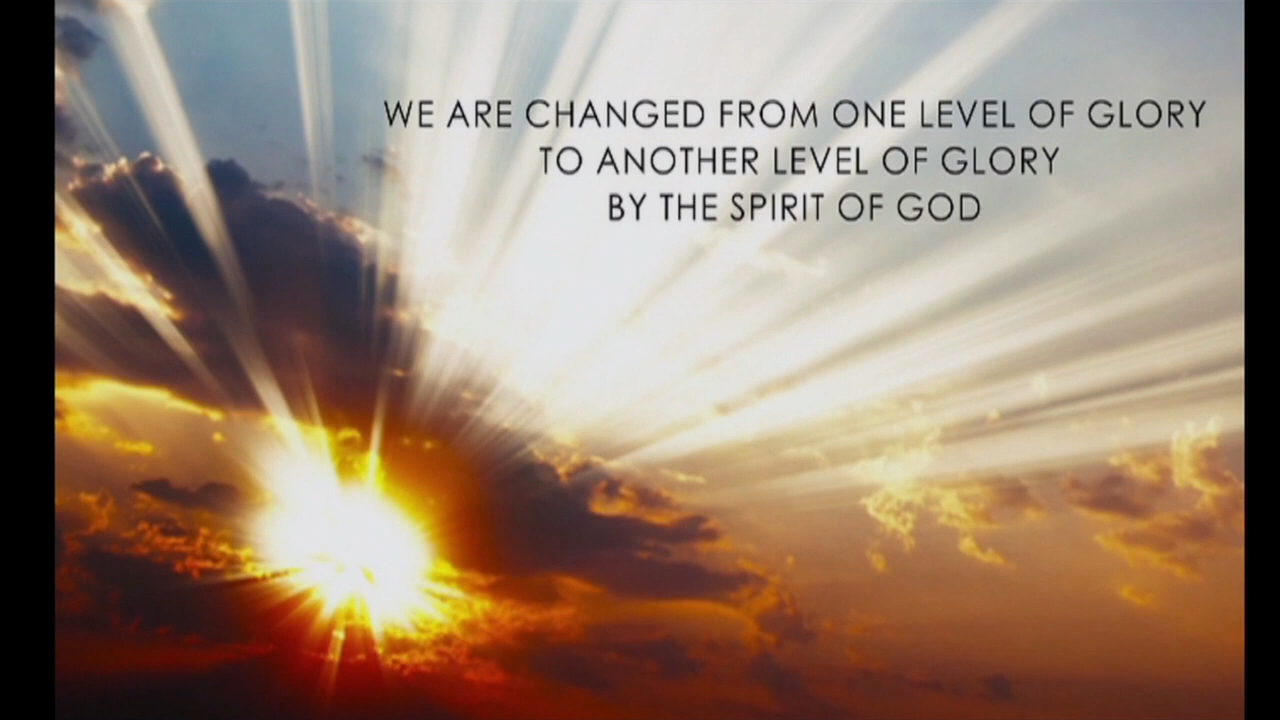 WE ARE CHANGED FROM ONE LEVEL OF GLORY
TO ANOTHER LEVEL OF GLORY
BY THE SPIRIT OF GOD